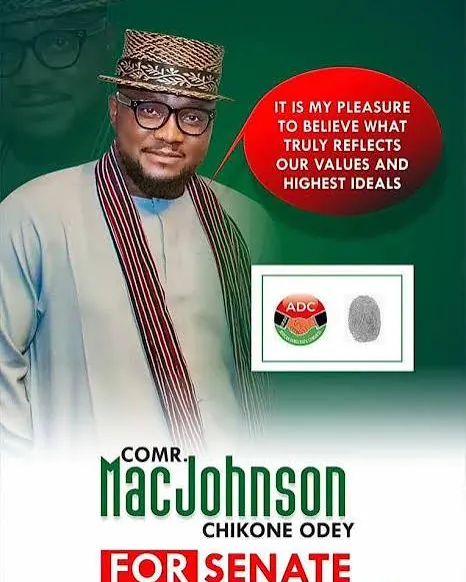 IT IS MY PLEASURE
TO BELIEVE WHAT
TRULY REFLECTS
OUR VALUES AND
HIGHEST IDEALS
ADC
COMR.
MacJohnson
CHIKONE ODEY
FOR SENATE